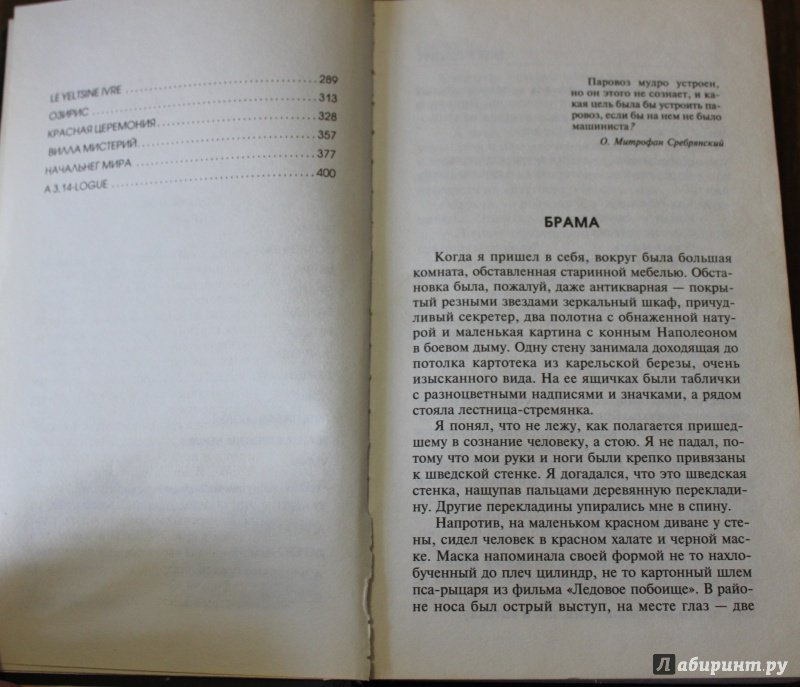 LE YELTSINE IVRE 289
ОЗИРИС 313
КРАСНАЯ ЦЕРЕМОНИЯ 328
ВИЛЛА МИСТЕРИЙ 357
НАЧАЛЬНЕГ МИРА 377
A 3,14-LOGUE 400
Паровоз мудро устроен,
но он этого не сознает, и ка-
кая цель была бы устроить па-
ровоз, если бы на нем не было
машиниста?
О. Митрофан Сребрянский
БРАМА
Когда я пришел в себя, вокруг была большая
комната, обставленная старинной мебелью. Обста-
новка была, пожалуй, даже антикварная — покры-
тый резными звездами зеркальный шкаф, причуд-
ливый секретер, два полотна с обнаженной нату-
рой и маленькая картина с конным Наполеоном
в боевом дыму. Одну стену занимала доходящая до
потолка картотека из карельской березы, очень
изысканного вида. На ее ящичках были таблички
с разноцветными надписями и значками, а рядом
стояла лестница-стремянка.
Я понял, что не лежу, как полагается пришед-
шему в сознание человеку, а стою. Я не падал, по-
тому что мои руки и ноги были крепко привязаны
к шведской стенке. Я догадался, что это шведская
стенка, нащупав пальцами деревянную переклади-
ну. Другие перекладины упирались мне в спину.
Напротив, на маленьком красном диване у сте-
ны, сидел человек в красном халате и черной мас-
ке. Маска напоминала своей формой не то нахло-
бученный до плеч цилиндр, не то картонный шлем
пса-рыцаря из фильма «Ледовое побоище». В райо-
не носа был острый выступ, на месте глаз — две
Лабиринт.ру